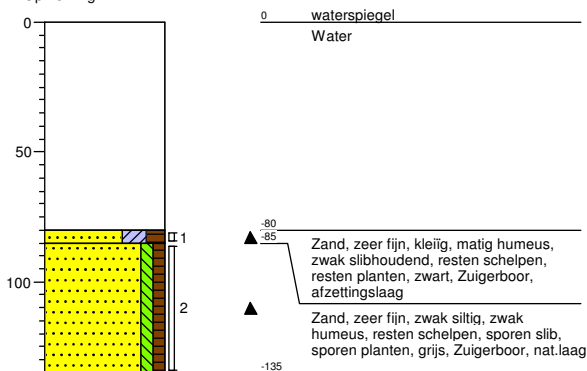 0 waterspiegel
0
Water
50
-80
1
-85
Zand, zeer fijn, kleiïg, matig humeus,
zwak slibhoudend, resten schelpen,
resten planten, zwart, Zuigerboor,
afzettingslaag
100
2
Zand, zeer fijn, zwak siltig, zwak
humeus, resten schelpen, sporen slib,
sporen planten, grijs, Zuigerboor, nat.laag
-135